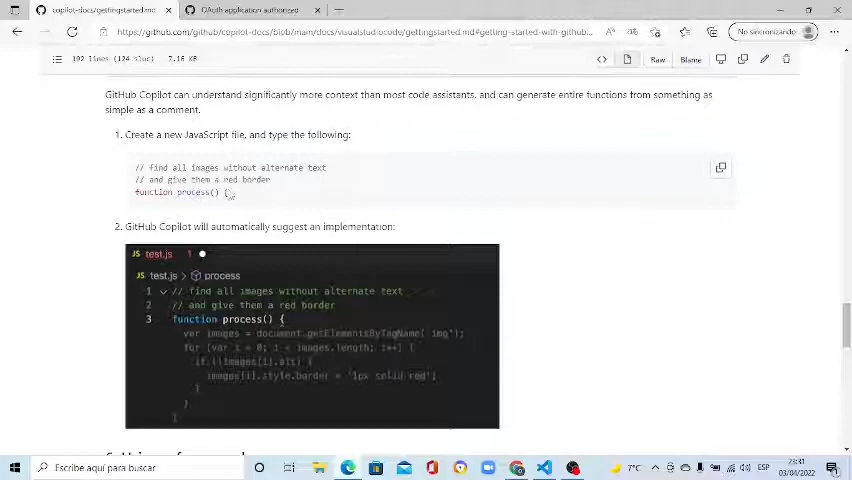 copilot-docs/gettingstarted.md
OAuth application authorized
https://github.com/github/copilot-docs/blob/main/docs/visualstudiocode/gettingstarted.md#getting-started-with-github...
No sincronizando
192 lines (124 sloc) 7.16 KB
Raw
Blame
GitHub Copilot can understand significantly more context than most code assistants, and can generate entire functions from something as
simple as a comment.
1. Create a new JavaScript file, and type the following:
// find all images without alternate text
// and give them a red border
function process() {
2. GitHub Copilot will automatically suggest an implementation:
JS test.js 1
JS test.js > process
1 // find all images without alternate text
2 // and give them a red border
3 function process() {
var images = document.getElementsByTagName('img');
for (var i = 0; i < images.length; i++) {
if (!images[i].alt) {
images[i].style.border = '1px solid red';
}
}
}
Escribe aquí para buscar
7°C
ESP
23:31
03/04/2022